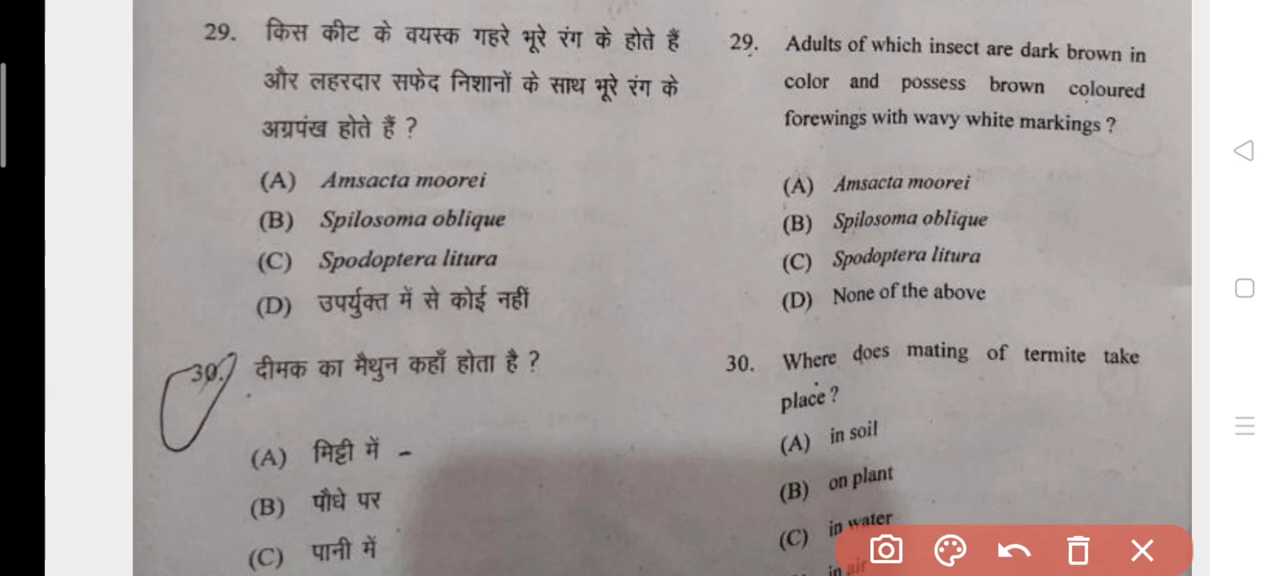 29. किस कीट के वयस्क गहरे भूरे रंग के होते हैं
और लहरदार सफेद निशानों के साथ भूरे रंग के
अग्रपंख होते हैं ?
(A) Amsacta moorei
(B) Spilosoma oblique
(C) Spodoptera litura
(D) उपर्युक्त में से कोई नहीं
30. दीमक का मैथुन कहाँ होता है ?
(A) मिट्टी में -
(B) पौधे पर
(C) पानी में
29. Adults of which insect are dark brown in
color and possess brown coloured
forewings with wavy white markings ?
(A) Amsacta moorei
(B) Spilosoma oblique
(C) Spodoptera litura
(D) None of the above
30. Where does mating of termite take
place ?
(A) in soil
(B) on plant
(C) in water
in air